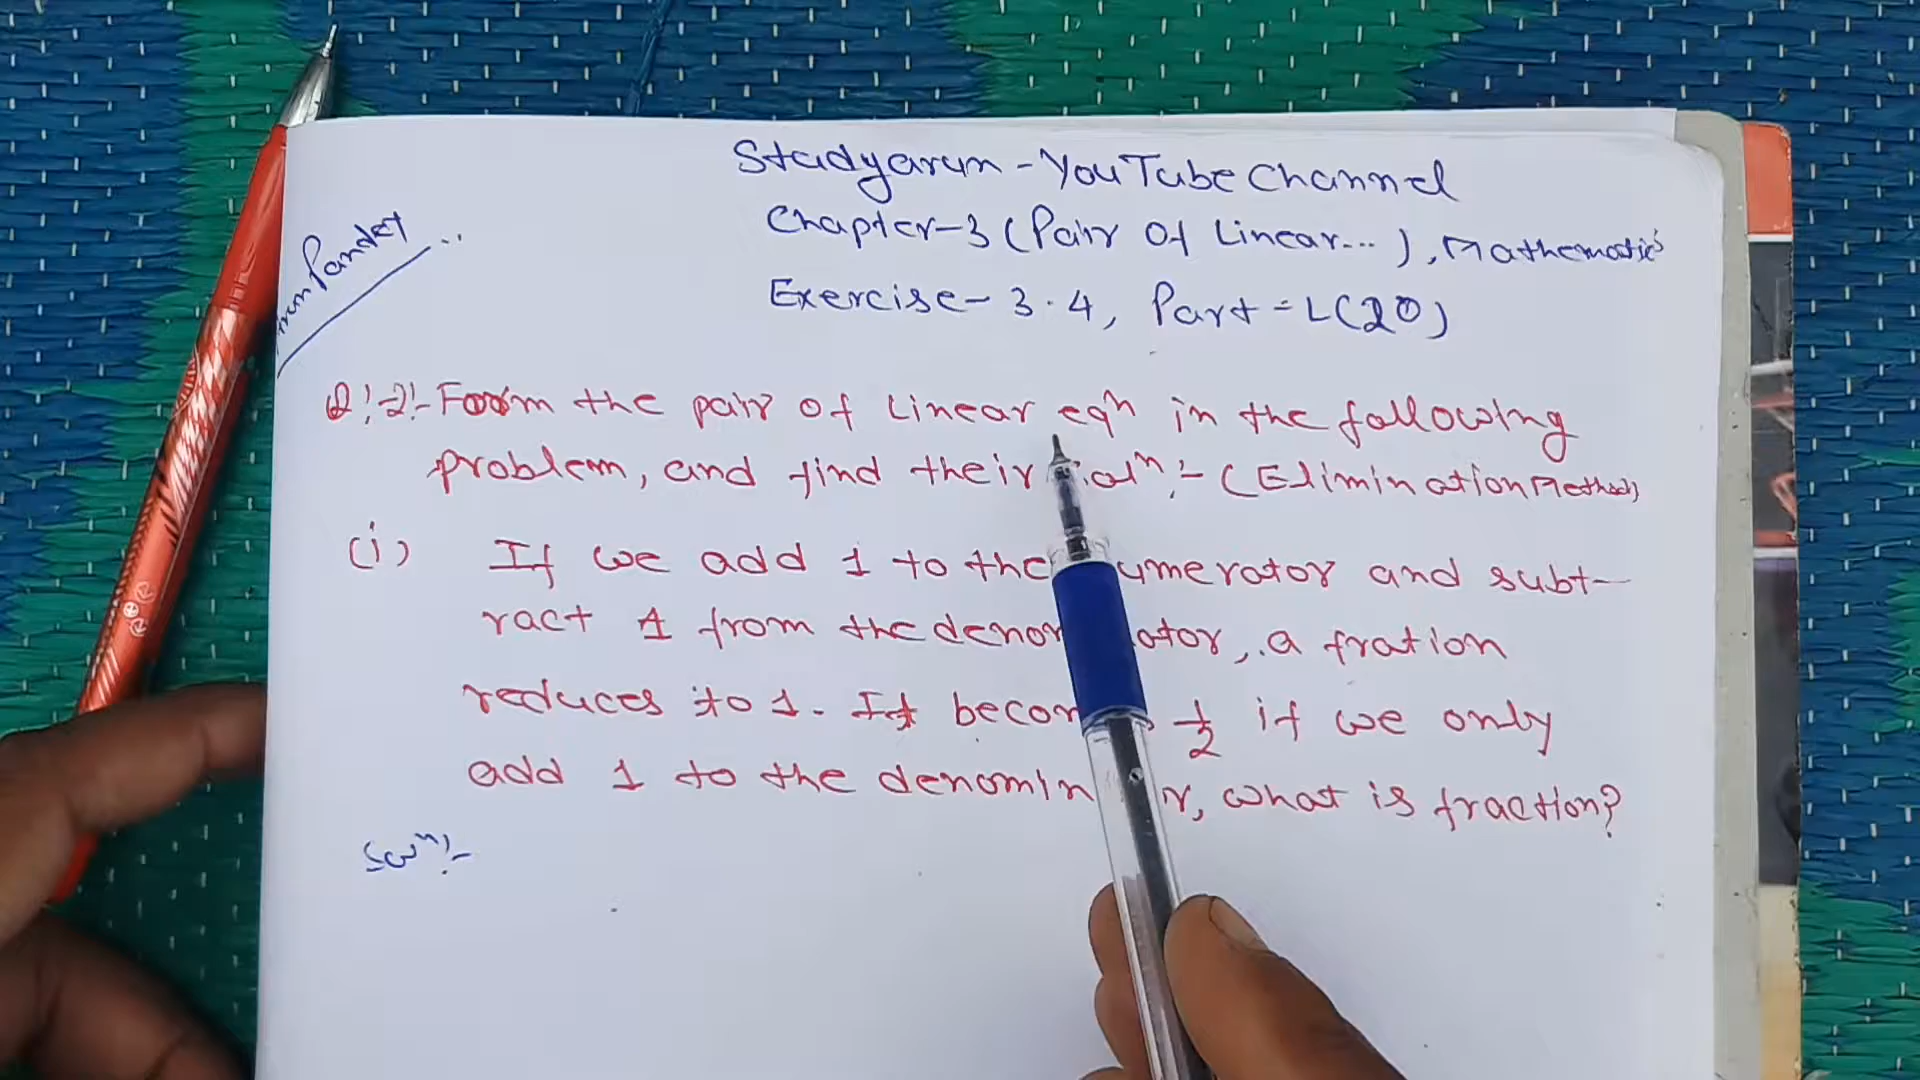 Studyarun - YouTube Channel
Chapter-3 (Pair Of Linear...), Mathematics
Exercise- 3.4, Part = L(20)
Pandet
Q!-2!- Form the pair of Linear eqn in the following
problem, and find their soln:- (Elimination Method)
(i) If we add 1 to the numerator and subt-
ract 1 from the denominator, a fration
reduces to 1. It becomes 1/2 if we only
add 1 to the denominator, what is fraction?
Soln!-